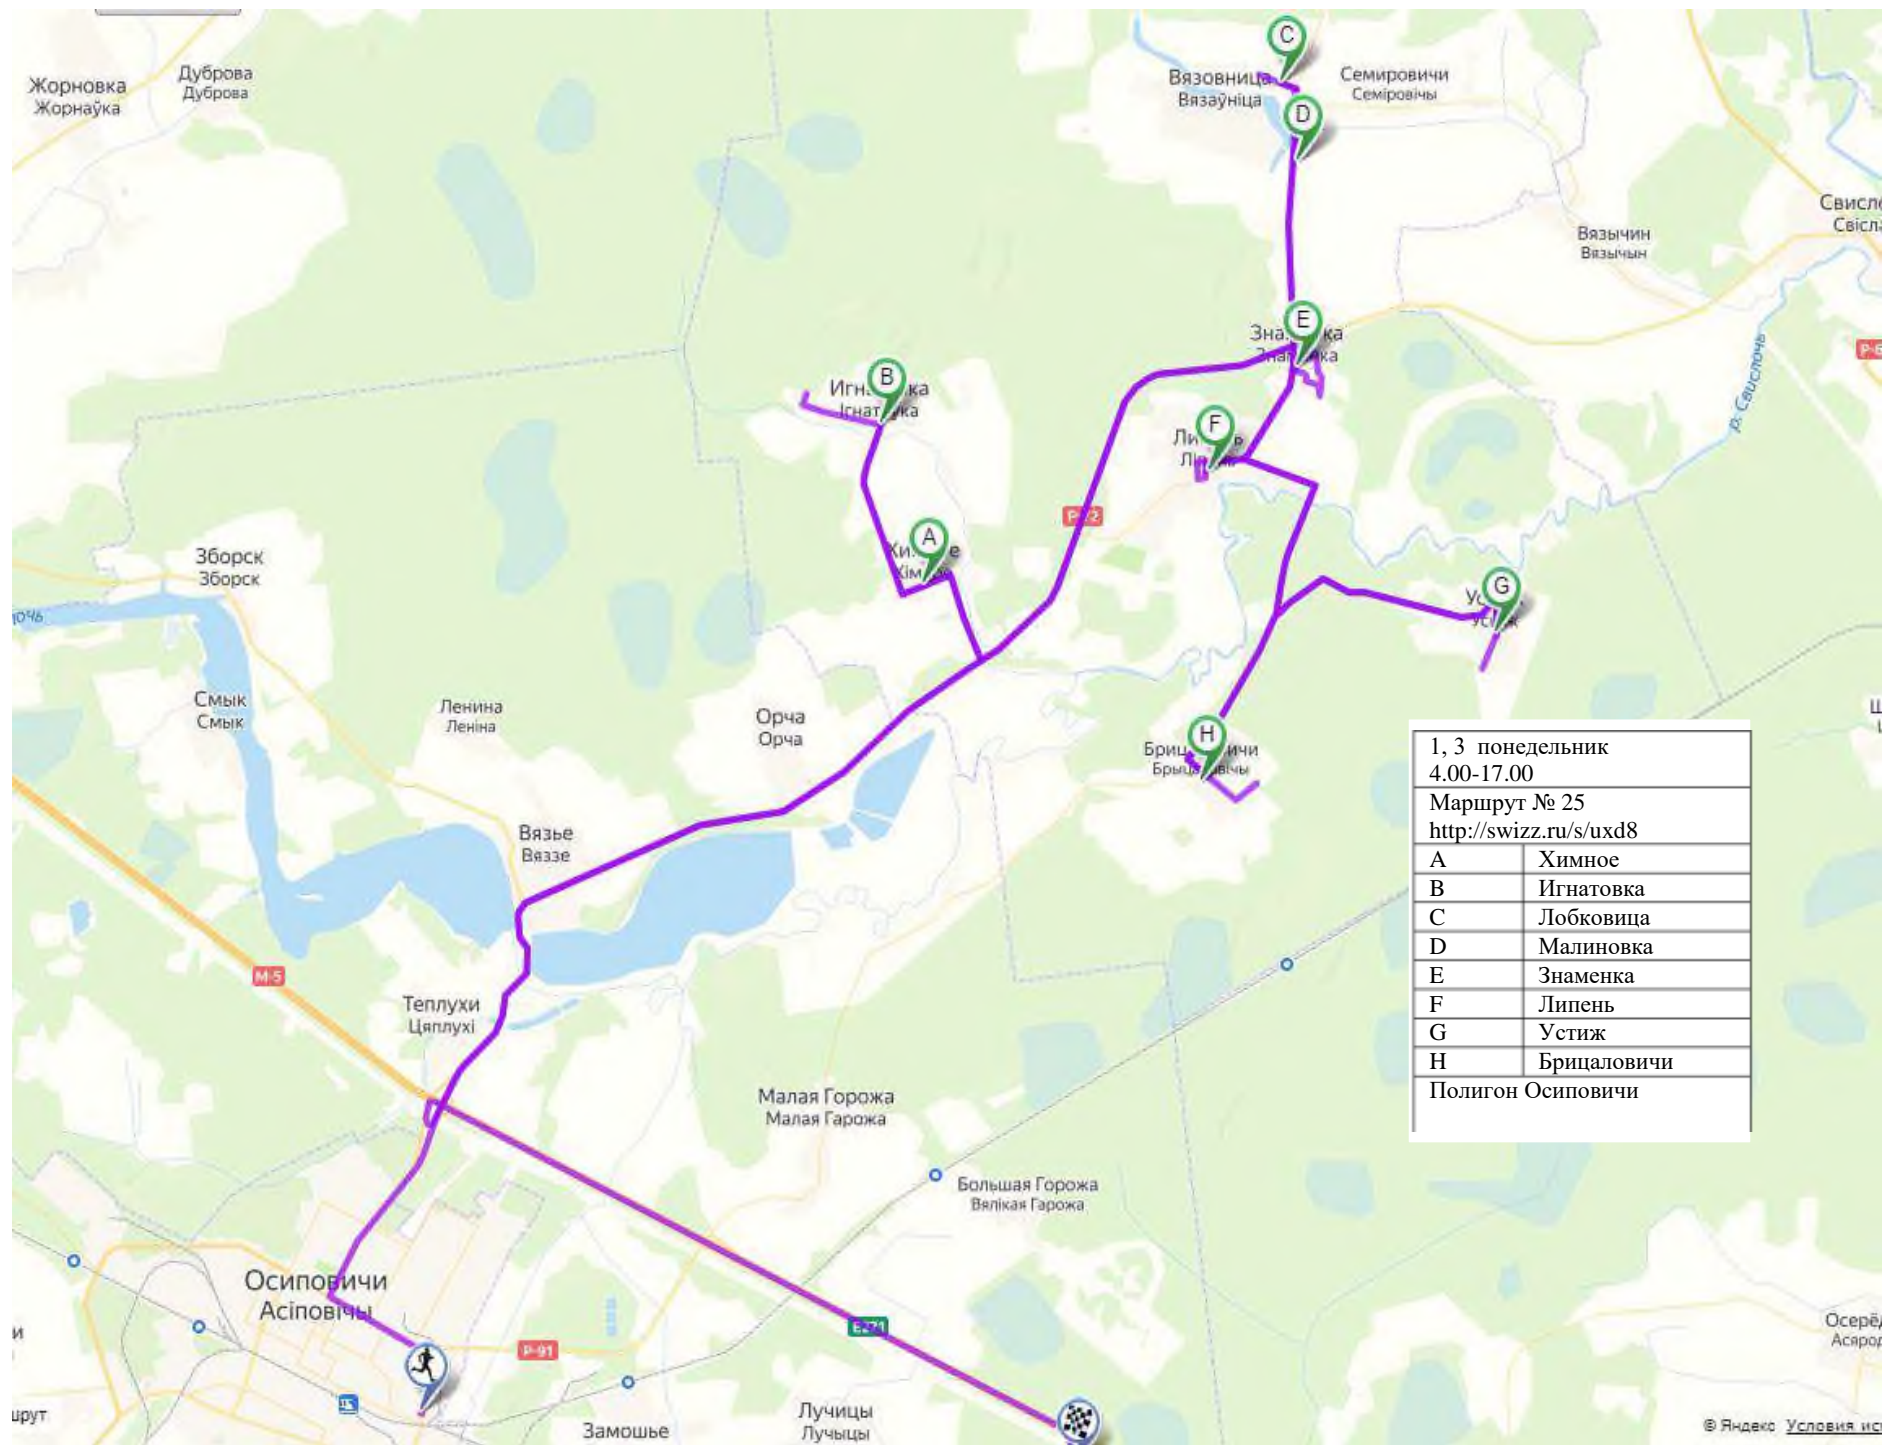 C
Жорновка
Жорнаўка
Дуброва
Дуброва
Вязовница
Вязаўніца
Семировичи
Семіровічы
D
Вязычин
Вязычын
E
р. Свислочь
B
F
P
A
Зборск
Зборск
G
Смык
Смык
Ленина
Леніна
Орча
Орча
H
Вязье
Вяззе
М-5
Теплухи
Цяплухі
Малая Горожа
Малая Гарожа
Большая Горожа
Вялікая Гарожа
1, 3 понедельник
4.00-17.00
Маршрут № 25
http://swizz.ru/s/uxd8
A Химное
B Игнатовка
C Лобковица
D Малиновка
E Знаменка
F Липень
G Устиж
H Брицаловичи
Полигон Осиповичи
Осиповичи
Асіповічы
E271
P-91
Замошье
Лучицы
Лучыцы
© Яндекс Условия